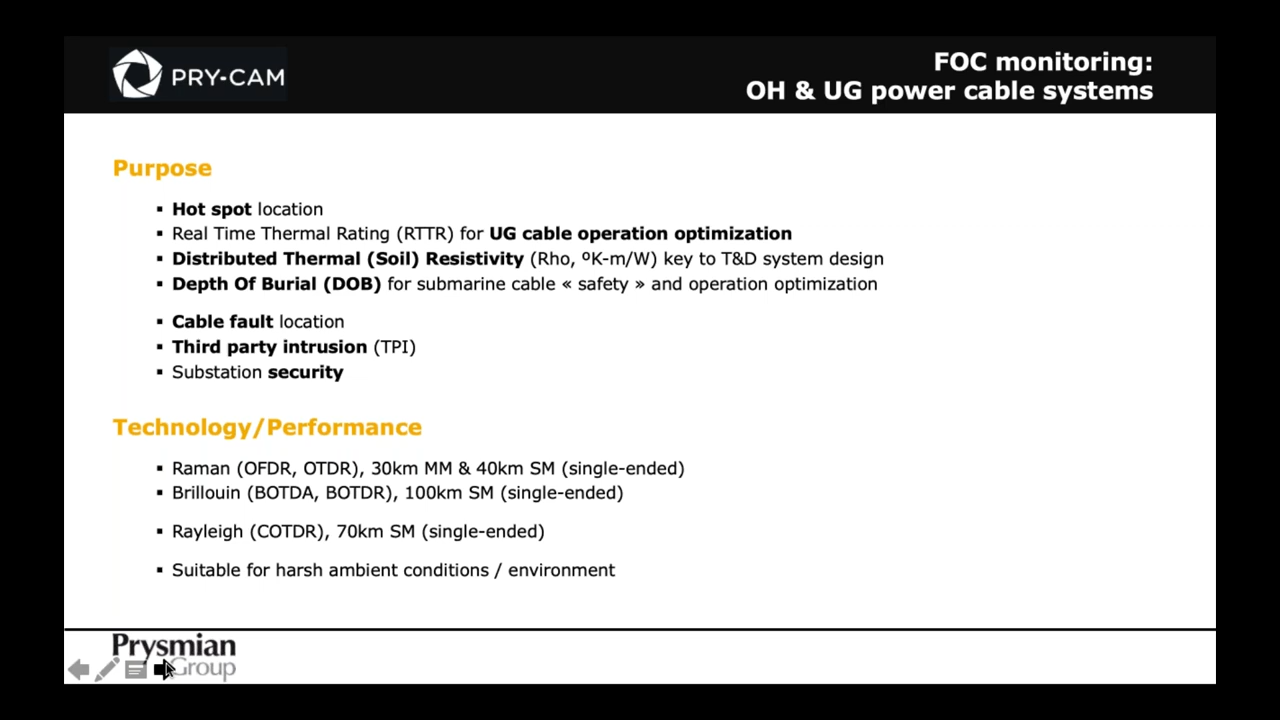 PRY-CAM
FOC monitoring:
OH & UG power cable systems
Purpose
▪ Hot spot location
▪ Real Time Thermal Rating (RTTR) for UG cable operation optimization
▪ Distributed Thermal (Soil) Resistivity (Rho, ºK-m/W) key to T&D system design
▪ Depth Of Burial (DOB) for submarine cable « safety » and operation optimization
▪ Cable fault location
▪ Third party intrusion (TPI)
▪ Substation security
Technology/Performance
▪ Raman (OFDR, OTDR), 30km MM & 40km SM (single-ended)
▪ Brillouin (BOTDA, BOTDR), 100km SM (single-ended)
▪ Rayleigh (COTDR), 70km SM (single-ended)
▪ Suitable for harsh ambient conditions / environment
Prysmian
Group